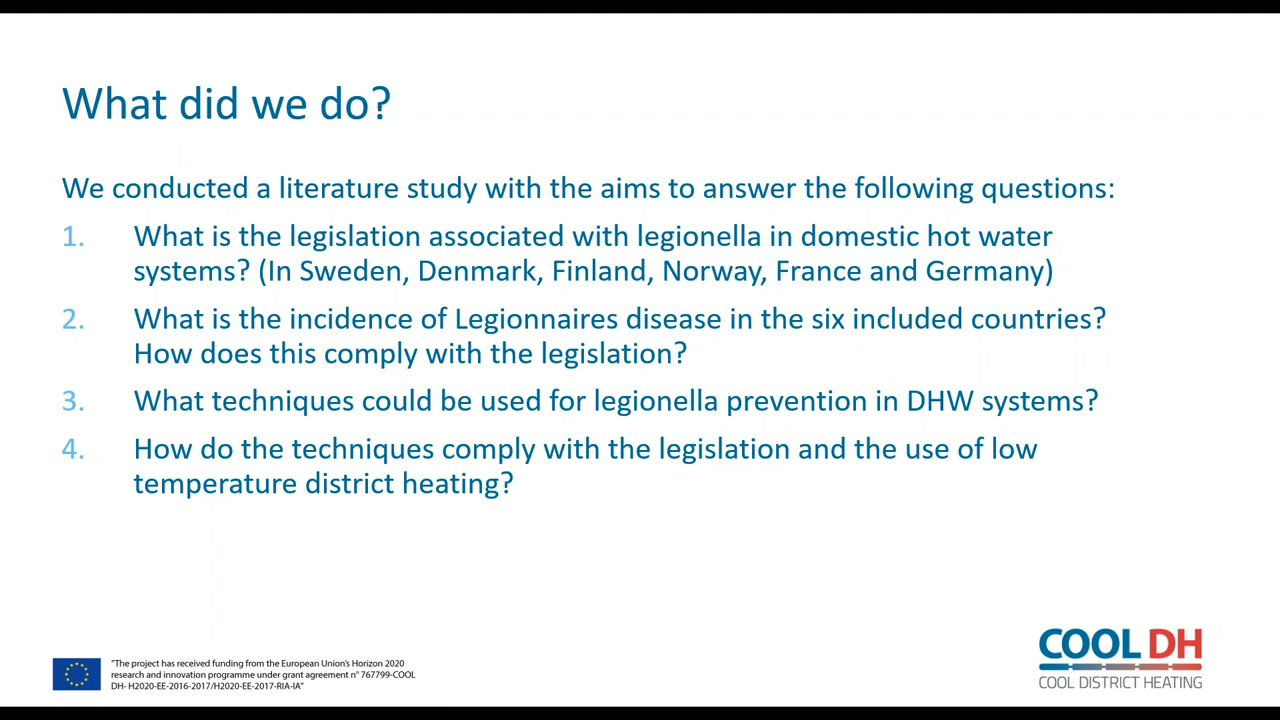 What did we do?
We conducted a literature study with the aims to answer the following questions:
1. What is the legislation associated with legionella in domestic hot water
systems? (In Sweden, Denmark, Finland, Norway, France and Germany)
2. What is the incidence of Legionnaires disease in the six included countries?
How does this comply with the legislation?
3. What techniques could be used for legionella prevention in DHW systems?
4. How do the techniques comply with the legislation and the use of low
temperature district heating?
"The project has received funding from the European Union's Horizon 2020
research and innovation programme under grant agreement n° 767799-COOL
DH- H2020-EE-2016-2017/H2020-EE-2017-RIA-IA"
COOL DH
COOL DISTRICT HEATING